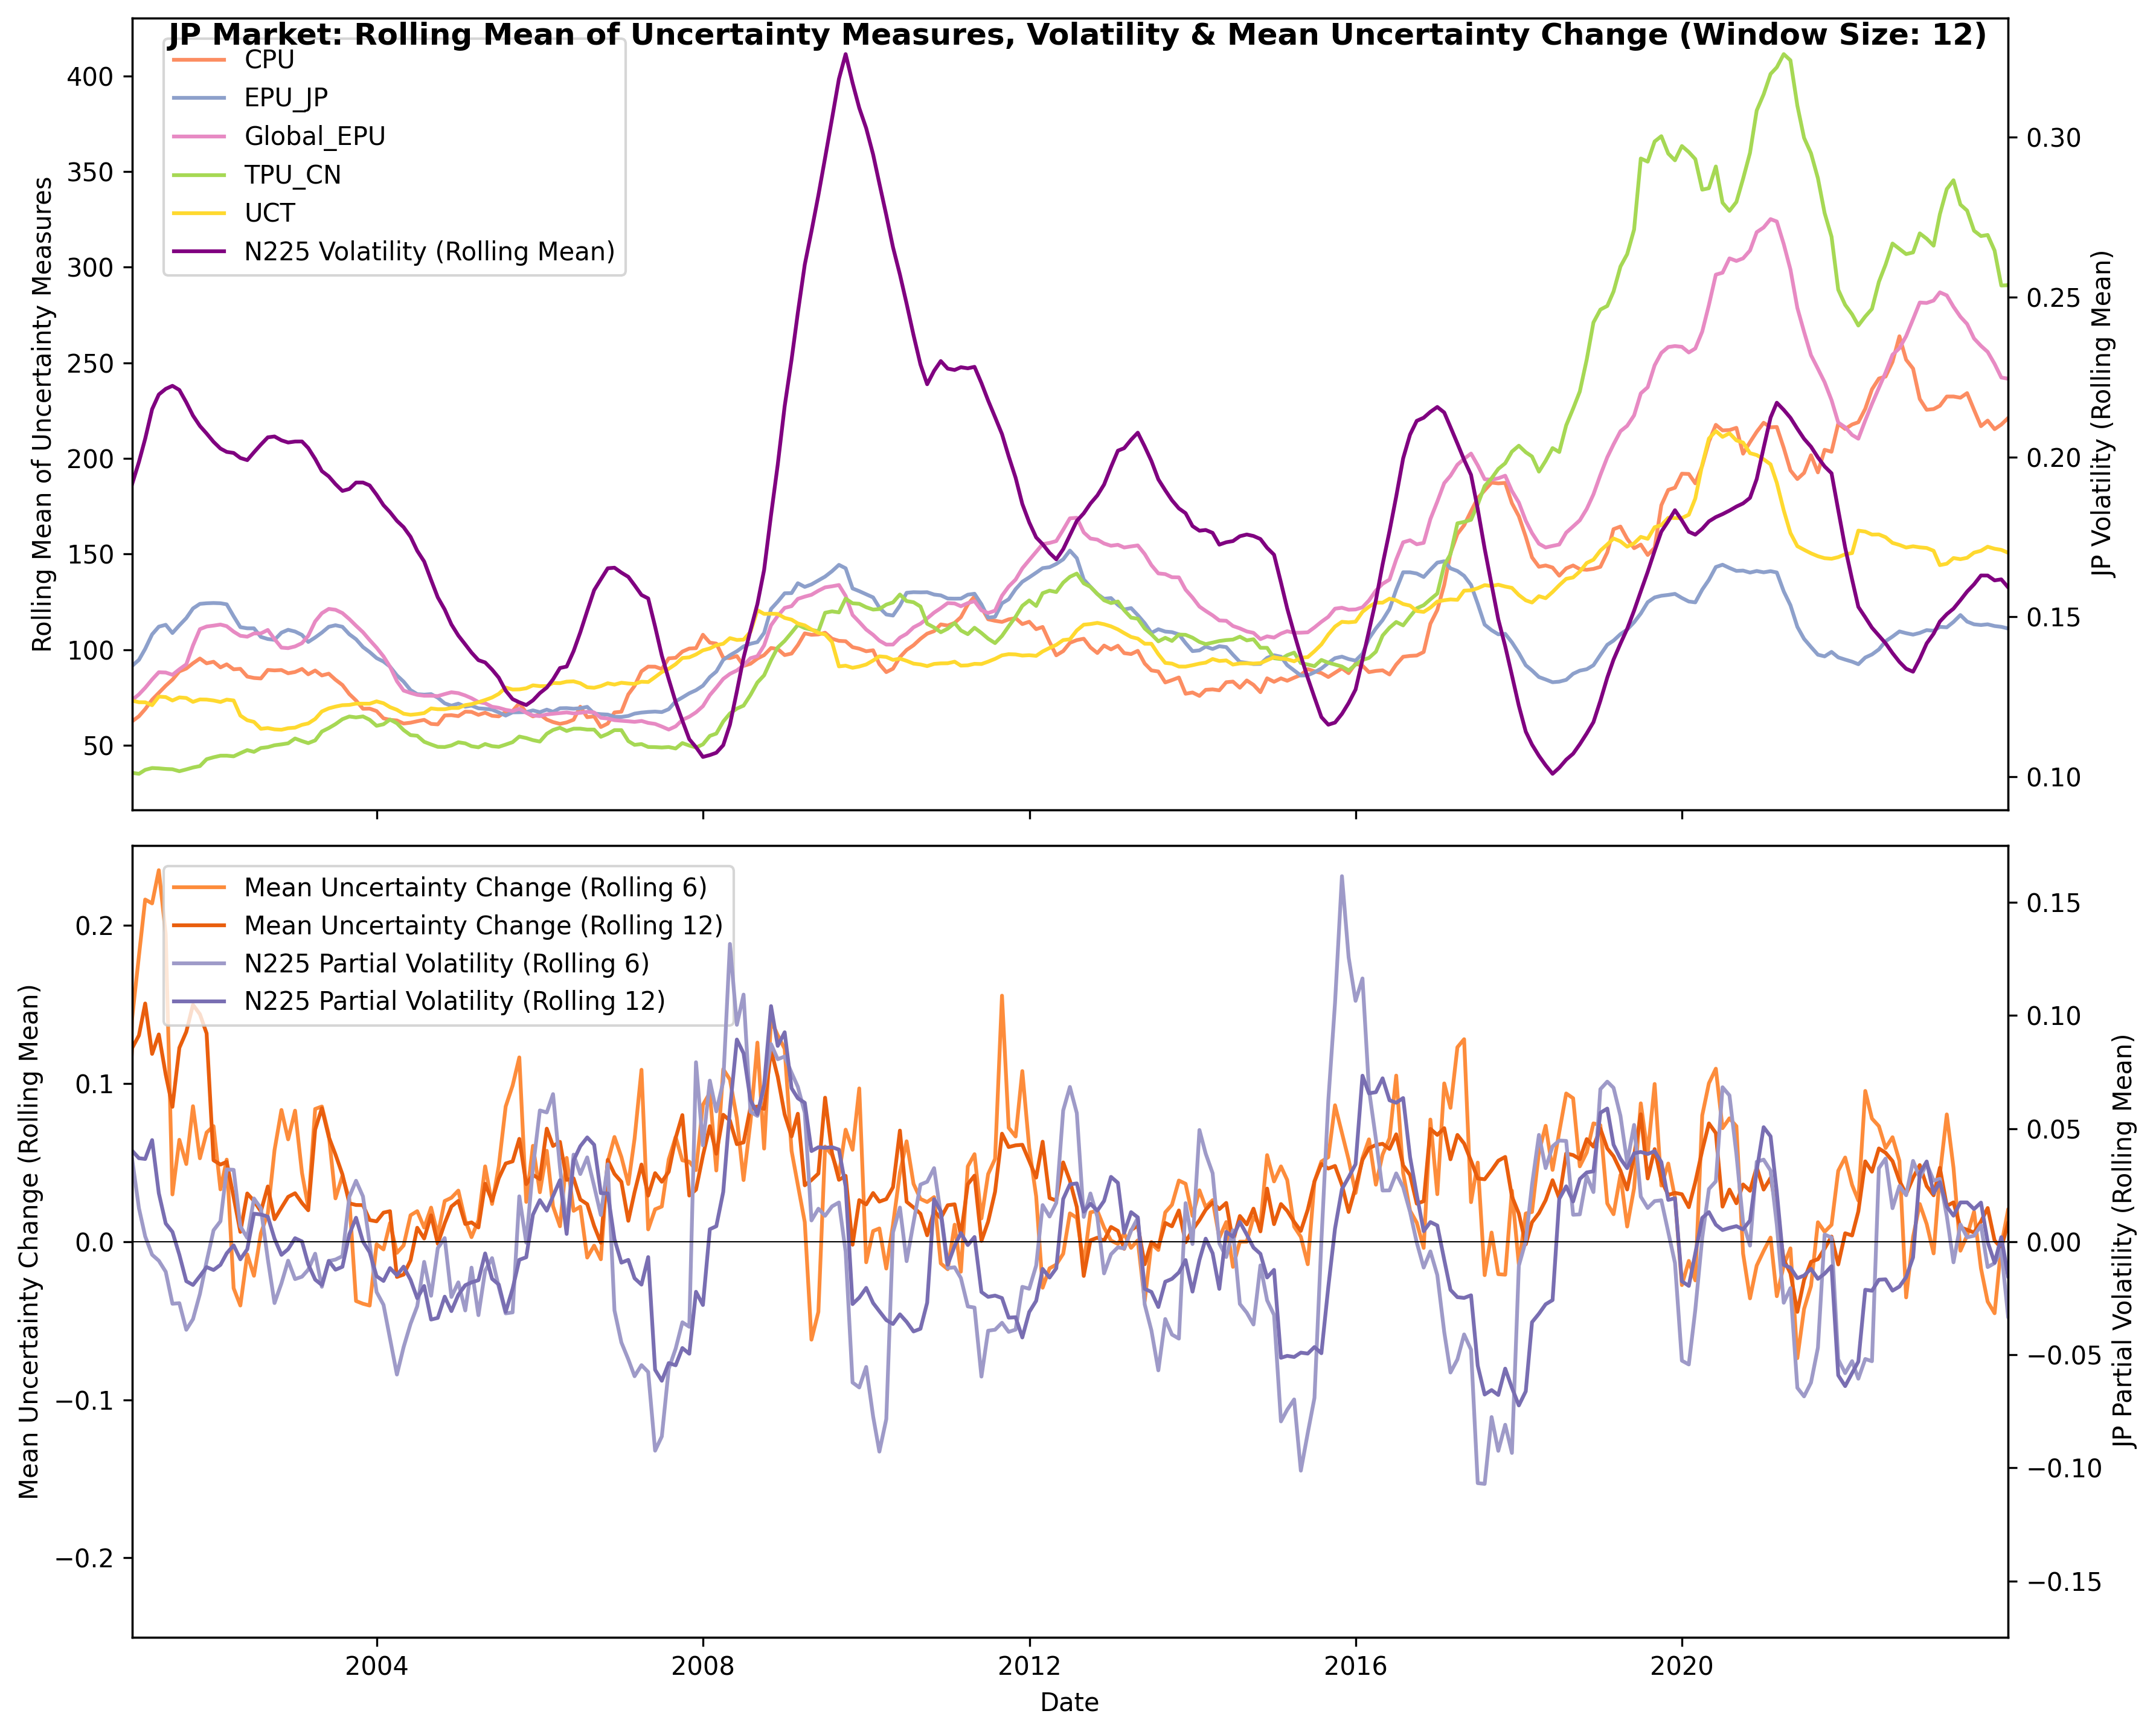 JP Market: Rolling Mean of Uncertainty Measures, Volatility & Mean Uncertainty Change (Window Size: 12)
CPU
EPU_JP
Global_EPU
TPU_CN
UCT
N225 Volatility (Rolling Mean)
Rolling Mean of Uncertainty Measures
400
350
300
250
200
150
100
50
0.30
0.25
0.20
0.15
0.10
JP Volatility (Rolling Mean)
Mean Uncertainty Change (Rolling 6)
Mean Uncertainty Change (Rolling 12)
N225 Partial Volatility (Rolling 6)
N225 Partial Volatility (Rolling 12)
Mean Uncertainty Change (Rolling Mean)
0.2
0.1
0.0
−0.1
−0.2
0.15
0.10
0.05
0.00
−0.05
−0.10
−0.15
JP Partial Volatility (Rolling Mean)
2004
2008
2012
2016
2020
Date